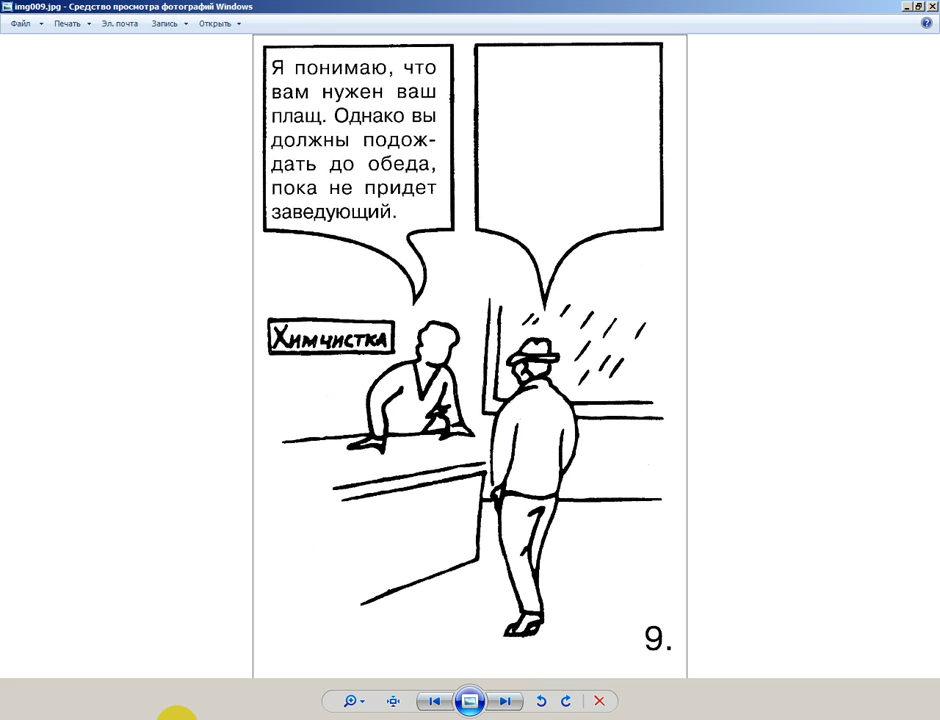 img009.jpg - Средство просмотра фотографий Windows
Файл Печать Эл. почта Запись Открыть
Я понимаю, что
вам нужен ваш
плащ. Однако вы
должны подож-
дать до обеда,
пока не придет
заведующий.
Химчистка
9.